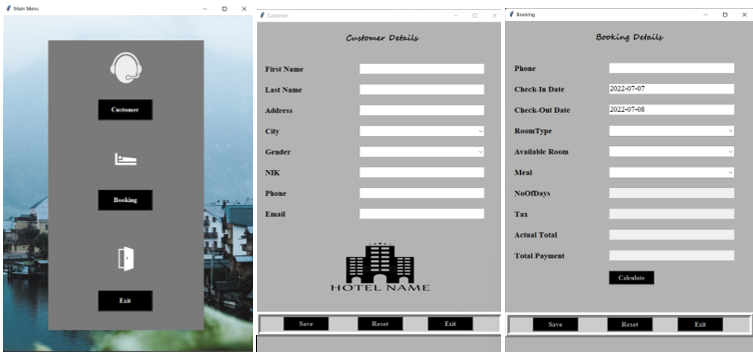 Main Menu
Customer
Booking
Exit
Customer
Customer Details
First Name
Last Name
Address
City
Gender
NIK
Phone
Email
HOTEL NAME
Save
Reset
Exit
Booking
Booking Details
Phone
Check-In Date
2022-07-07
Check-Out Date
2022-07-08
RoomType
Available Room
Meal
NoOfDays
Tax
Actual Total
Total Payment
Calculate
Save
Reset
Exit